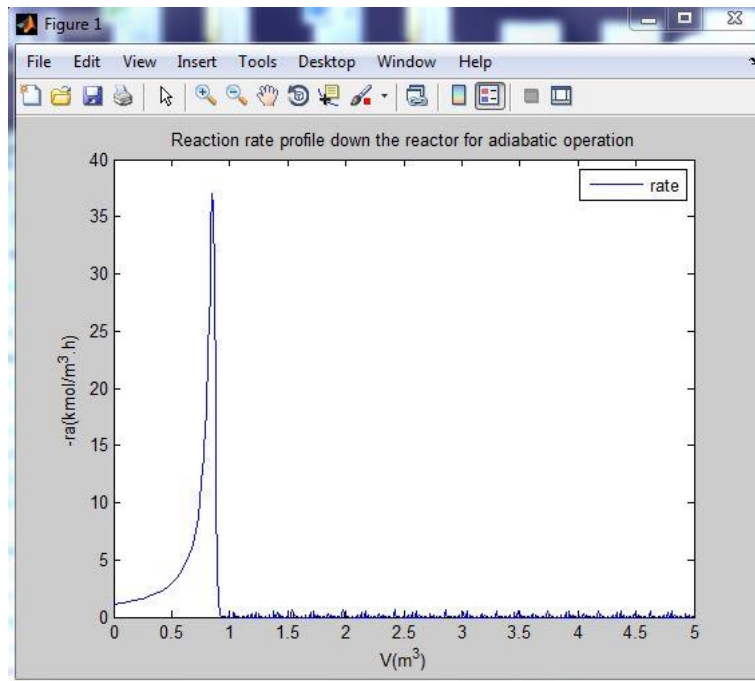 Figure 1
File Edit View Insert Tools Desktop Window Help
Reaction rate profile down the reactor for adiabatic operation
rate
40
35
30
25
20
15
10
5
0
-ra(kmol/m³.h)
0 0.5 1 1.5 2 2.5 3 3.5 4 4.5 5
V(m³)